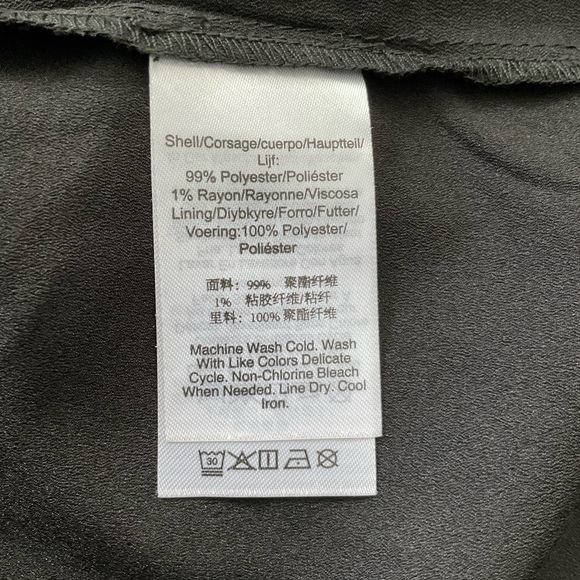 Shell/Corsage/cuerpo/Hauptteil/
Lijf:
99% Polyester/Poliéster
1% Rayon/Rayonne/Viscosa
Lining/Diybkyre/Forro/Futter/
Voering:100% Polyester/
Poliéster
面料：99% 聚酯纤维
1% 粘胶纤维/粘纤
里料：100% 聚酯纤维
Machine Wash Cold. Wash
With Like Colors Delicate
Cycle. Non-Chlorine Bleach
When Needed. Line Dry. Cool
Iron.
30